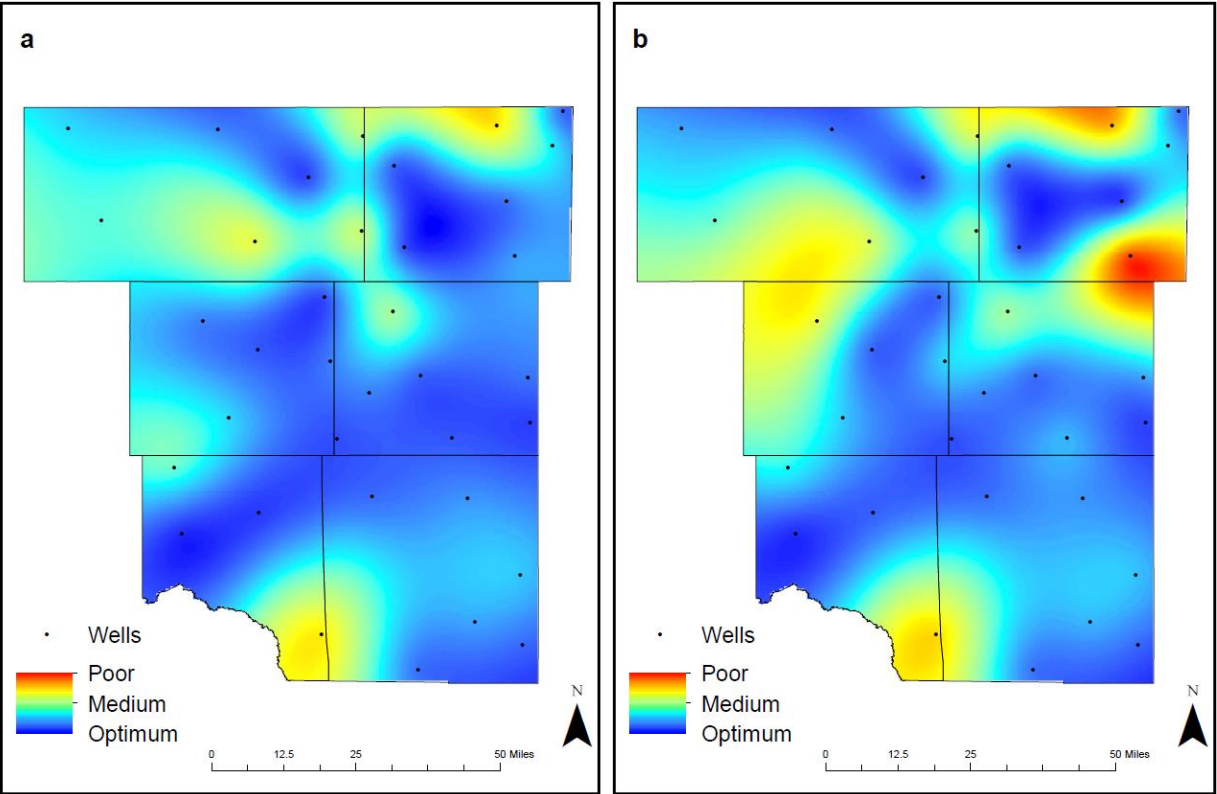 a
Wells
Poor
Medium
Optimum
N
0 12.5 25 50 Miles
b
Wells
Poor
Medium
Optimum
N
0 12.5 25 50 Miles